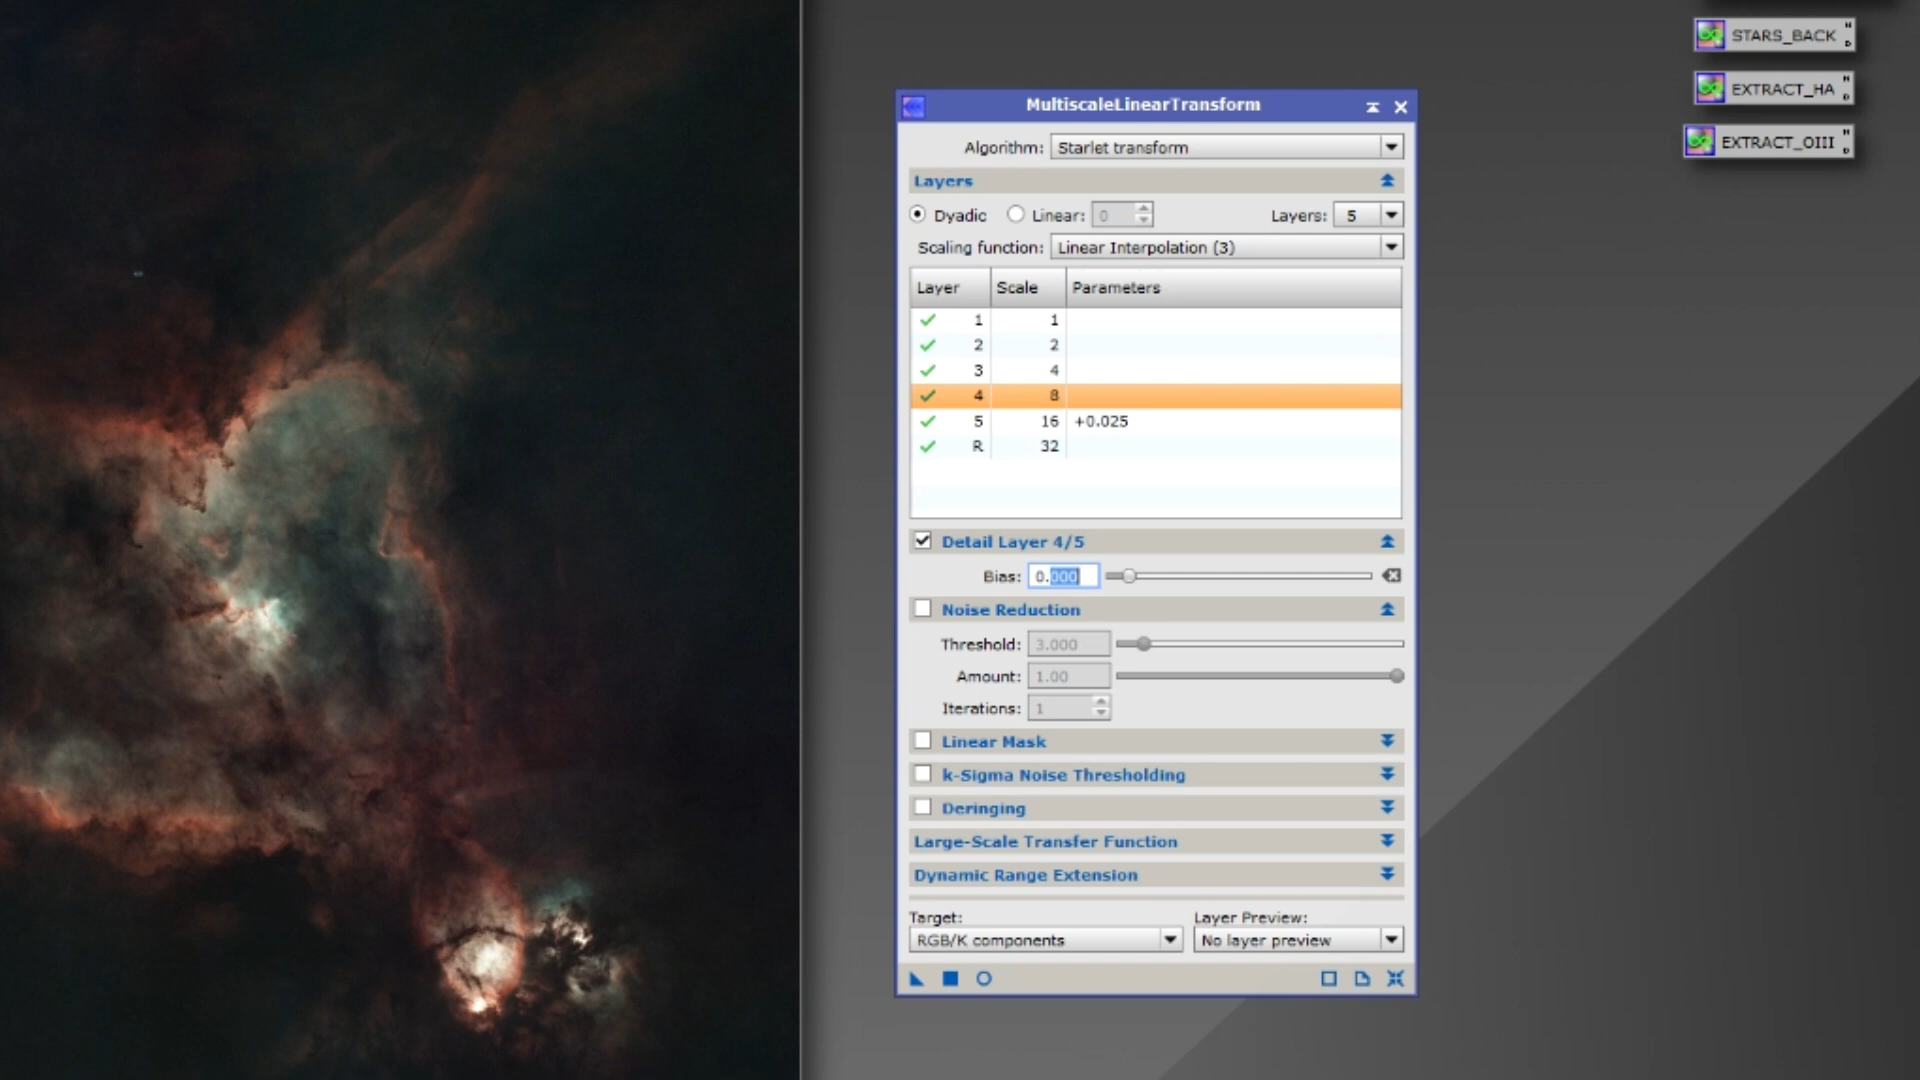 STARS_BACK
EXTRACT_HA
EXTRACT_OIII
MultiscaleLinearTransform
Algorithm: Starlet transform
Layers
Dyadic Linear: 0 Layers: 5
Scaling function: Linear Interpolation (3)
Layer Scale Parameters
1 1
2 2
3 4
4 8
5 16 +0.025
R 32
Detail Layer 4/5
Bias: 0.000
Noise Reduction
Threshold: 3.000
Amount: 1.00
Iterations: 1
Linear Mask
k-Sigma Noise Thresholding
Deringing
Large-Scale Transfer Function
Dynamic Range Extension
Target: Layer Preview:
RGB/K components No layer preview